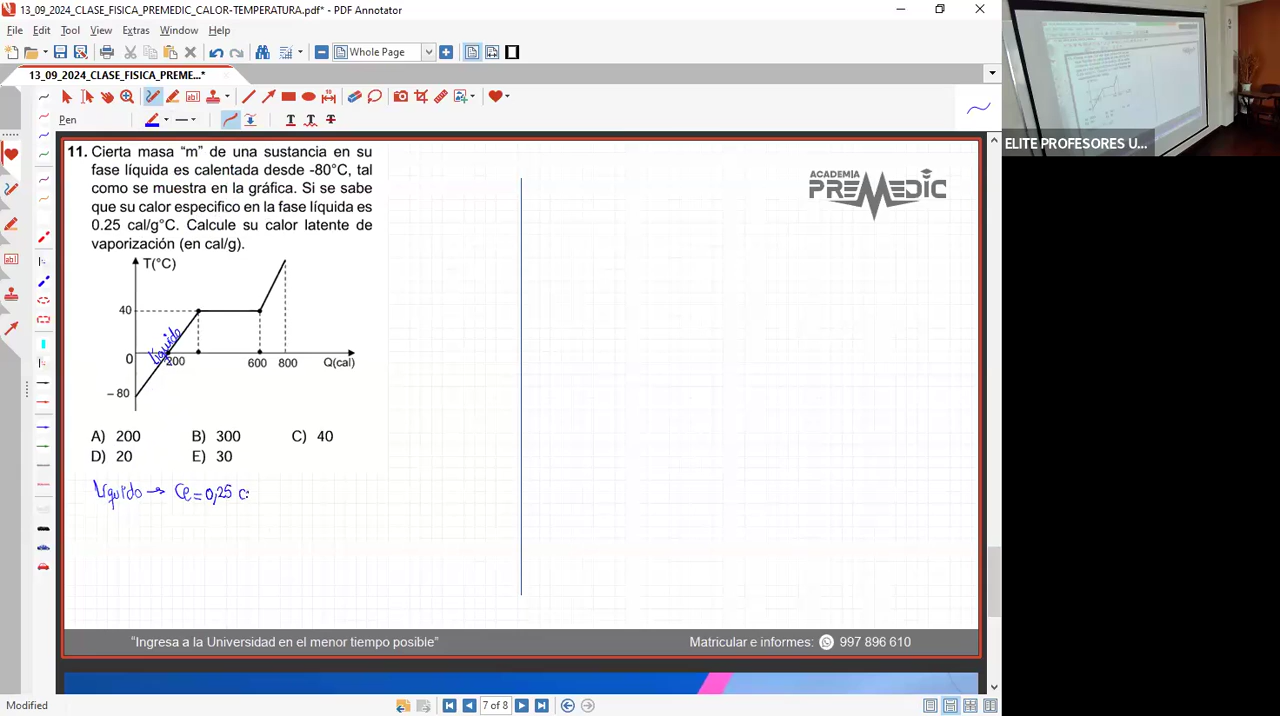 13_09_2024_CLASE_FISICA_PREMEDIC_CALOR-TEMPERATURA.pdf* - PDF Annotator
File Edit Tool View Extras Window Help
Whole Page
13_09_2024_CLASE_FISICA_PREME...*
Pen
ELITE PROFESORES U...
11. Cierta masa “m” de una sustancia en su
fase líquida es calentada desde -80°C, tal
como se muestra en la gráfica. Si se sabe
que su calor especifico en la fase líquida es
0.25 cal/g°C. Calcule su calor latente de
vaporización (en cal/g).
ACADEMIA
PREMEDIC
T(°C)
40
líquido
0
200 600 800 Q(cal)
– 80
A) 200 B) 300 C) 40
D) 20 E) 30
Líquido → Ce = 0,25 c
“Ingresa a la Universidad en el menor tiempo posible”
Matricular e informes: 997 896 610
Modified
7 of 8